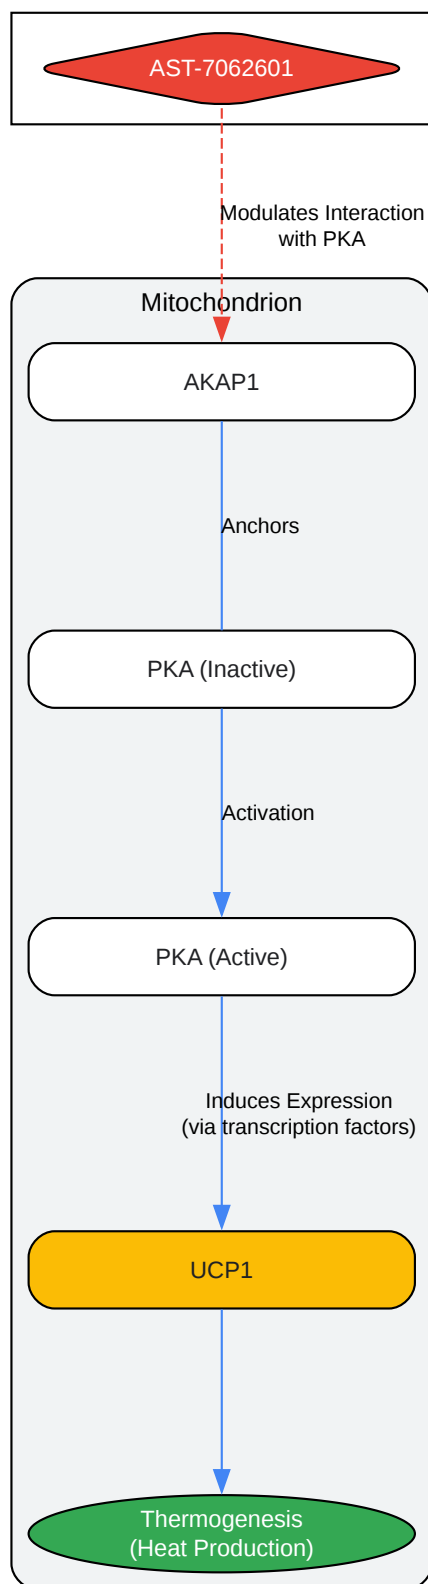 AST-7062601
Modulates Interaction
with PKA
Mitochondrion
AKAP1
Anchors
PKA (Inactive)
Activation
PKA (Active)
Induces Expression
(via transcription factors)
UCP1
Thermogenesis
(Heat Production)